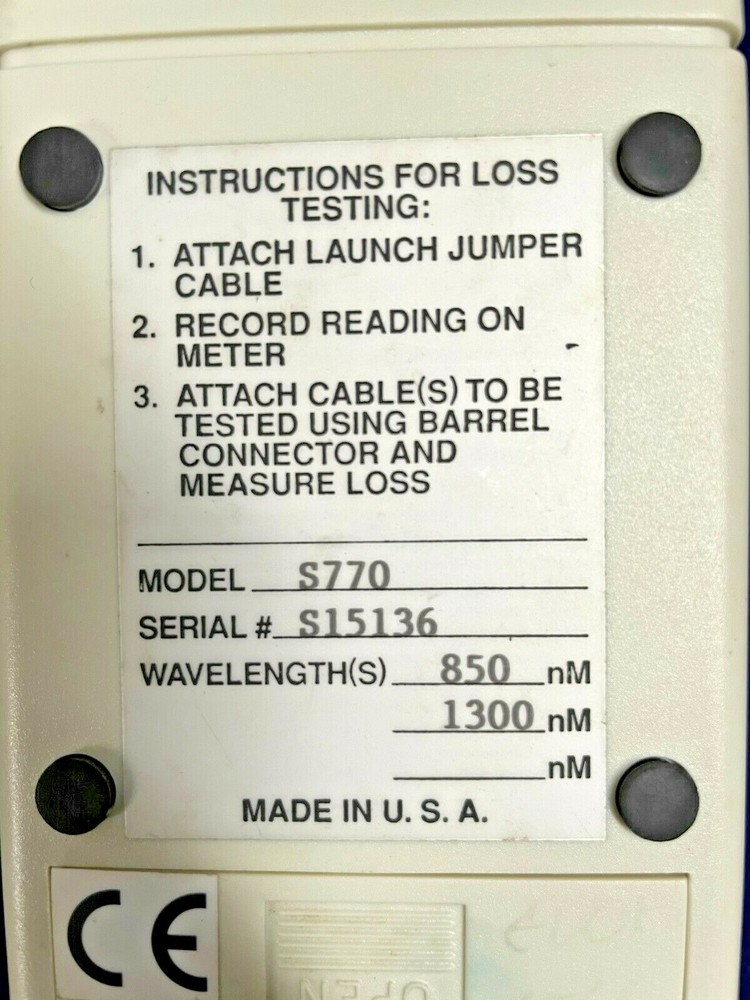 INSTRUCTIONS FOR LOSS
TESTING:
1. ATTACH LAUNCH JUMPER
CABLE
2. RECORD READING ON
METER
3. ATTACH CABLE(S) TO BE
TESTED USING BARREL
CONNECTOR AND
MEASURE LOSS
MODEL S770
SERIAL # S15136
WAVELENGTH(S) 850 nM
1300 nM
nM
MADE IN U. S. A.
CE
OPEN